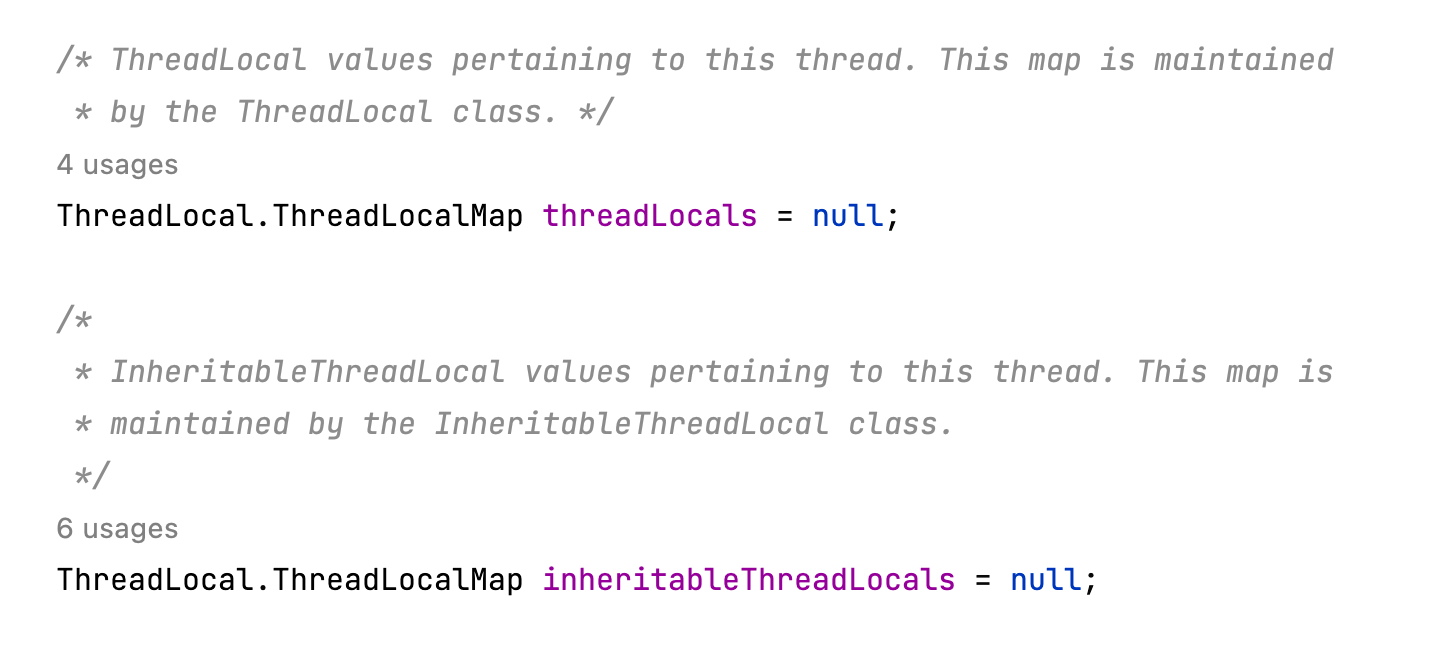 /* ThreadLocal values pertaining to this thread. This map is maintained
 * by the ThreadLocal class. */
4 usages
ThreadLocal.ThreadLocalMap threadLocals = null;
/*
 * InheritableThreadLocal values pertaining to this thread. This map is
 * maintained by the InheritableThreadLocal class.
 */
6 usages
ThreadLocal.ThreadLocalMap inheritableThreadLocals = null;